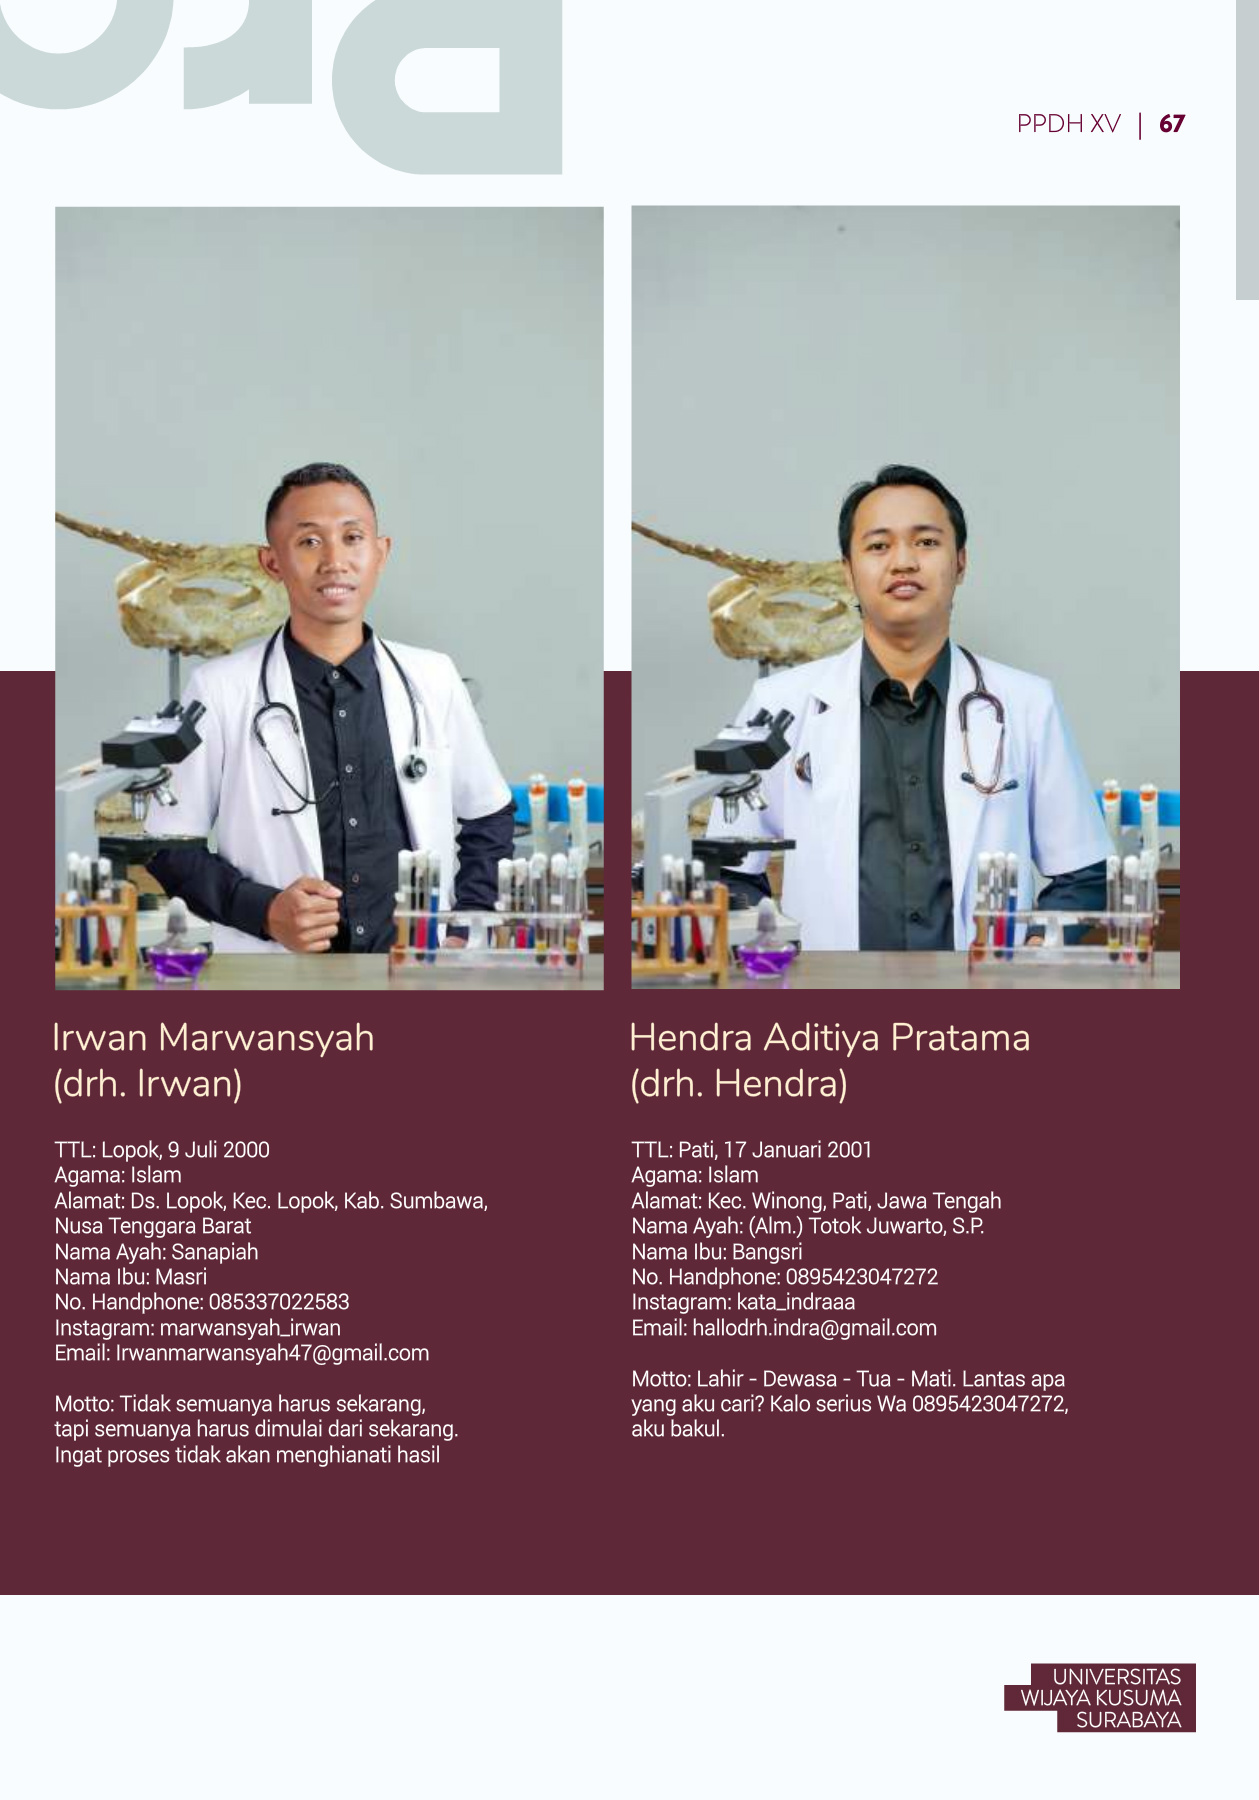 PPDH XV | 67
Irwan Marwansyah
(drh. Irwan)
TTL: Lopok, 9 Juli 2000
Agama: Islam
Alamat: Ds. Lopok, Kec. Lopok, Kab. Sumbawa,
Nusa Tenggara Barat
Nama Ayah: Sanapiah
Nama Ibu: Masri
No. Handphone: 085337022583
Instagram: marwansyah_irwan
Email: Irwanmarwansyah47@gmail.com
Motto: Tidak semuanya harus sekarang,
tapi semuanya harus dimulai dari sekarang.
Ingat proses tidak akan menghianati hasil
Hendra Aditiya Pratama
(drh. Hendra)
TTL: Pati, 17 Januari 2001
Agama: Islam
Alamat: Kec. Winong, Pati, Jawa Tengah
Nama Ayah: (Alm.) Totok Juwarto, S.P.
Nama Ibu: Bangsri
No. Handphone: 0895423047272
Instagram: kata_indraaa
Email: hallodrh.indra@gmail.com
Motto: Lahir - Dewasa - Tua - Mati. Lantas apa
yang aku cari? Kalo serius Wa 0895423047272,
aku bakul.
UNIVERSITAS
WIJAYA KUSUMA
SURABAYA